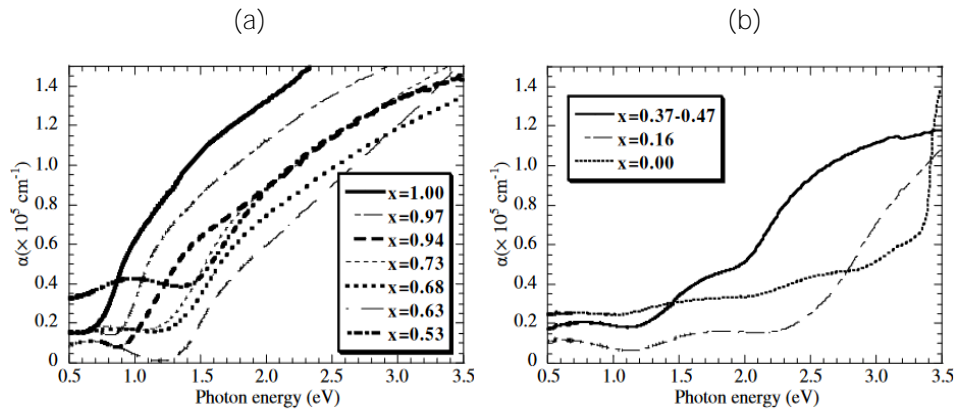 (a)
(b)
1.4
1.2
1.0
0.8
0.6
0.4
0.2
0
α(× 10⁵ cm⁻¹)
x=1.00
x=0.97
x=0.94
x=0.73
x=0.68
x=0.63
x=0.53
0.5 1.0 1.5 2.0 2.5 3.0 3.5
Photon energy (eV)
1.4
1.2
1.0
0.8
0.6
0.4
0.2
0
α(× 10⁵ cm⁻¹)
x=0.37-0.47
x=0.16
x=0.00
0.5 1.0 1.5 2.0 2.5 3.0 3.5
Photon energy (eV)